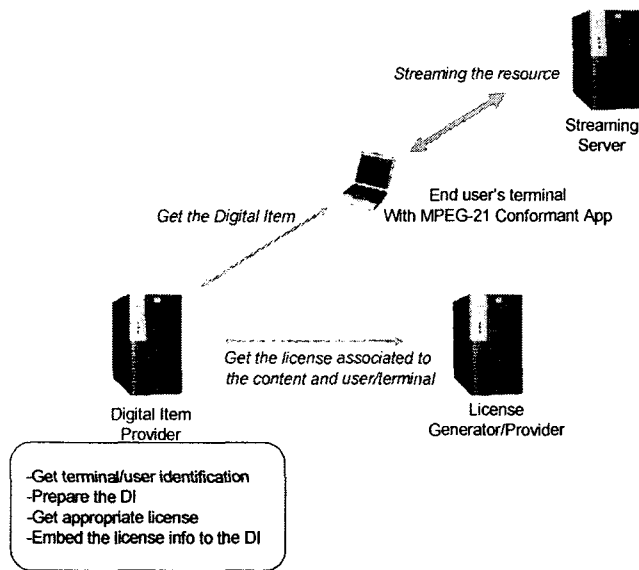 Streaming the resource
Streaming
Server
End user's terminal
With MPEG-21 Conformant App
Get the Digital Item
Get the license associated to
the content and user/terminal
Digital Item
Provider
License
Generator/Provider
-Get terminal/user identification
-Prepare the DI
-Get appropriate license
-Embed the license info to the DI